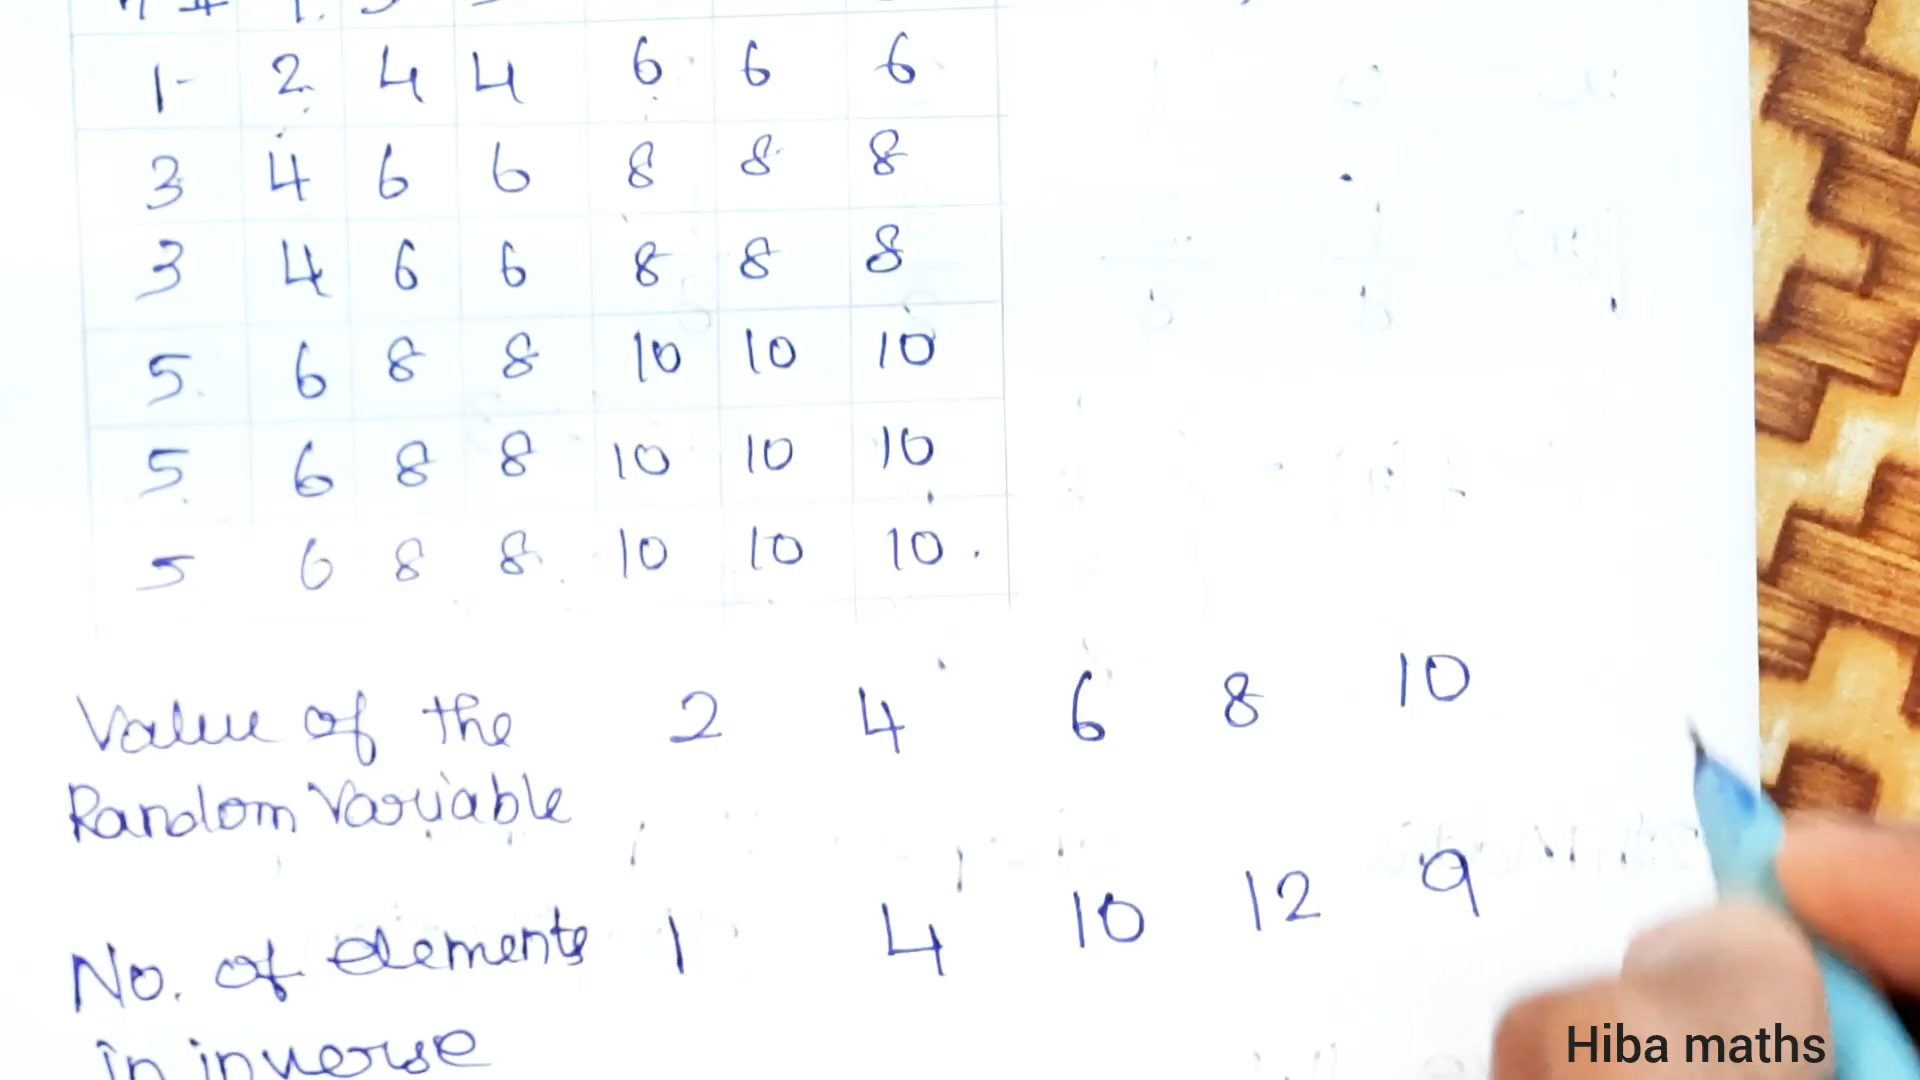 1 2 4 4 6 6 6
3 4 6 6 8 8 8
3 4 6 6 8 8 8
5 6 8 8 10 10 10
5 6 8 8 10 10 10
5 6 8 8 10 10 10.
Value of the 2 4 6 8 10
Random Variable
No. of elements 1 4 10 12 9
in inverse
Hiba maths